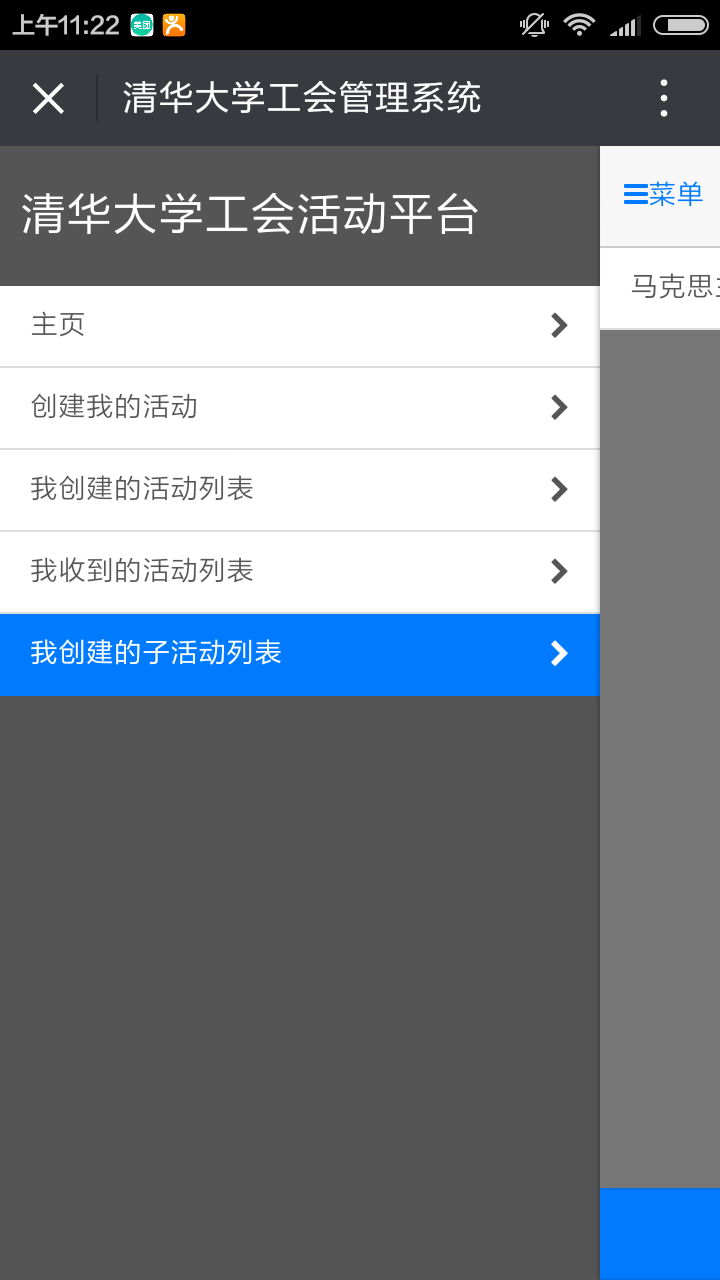 上午11:22 美团
清华大学工会管理系统
清华大学工会活动平台
菜单
主页
马克思
创建我的活动
我创建的活动列表
我收到的活动列表
我创建的子活动列表